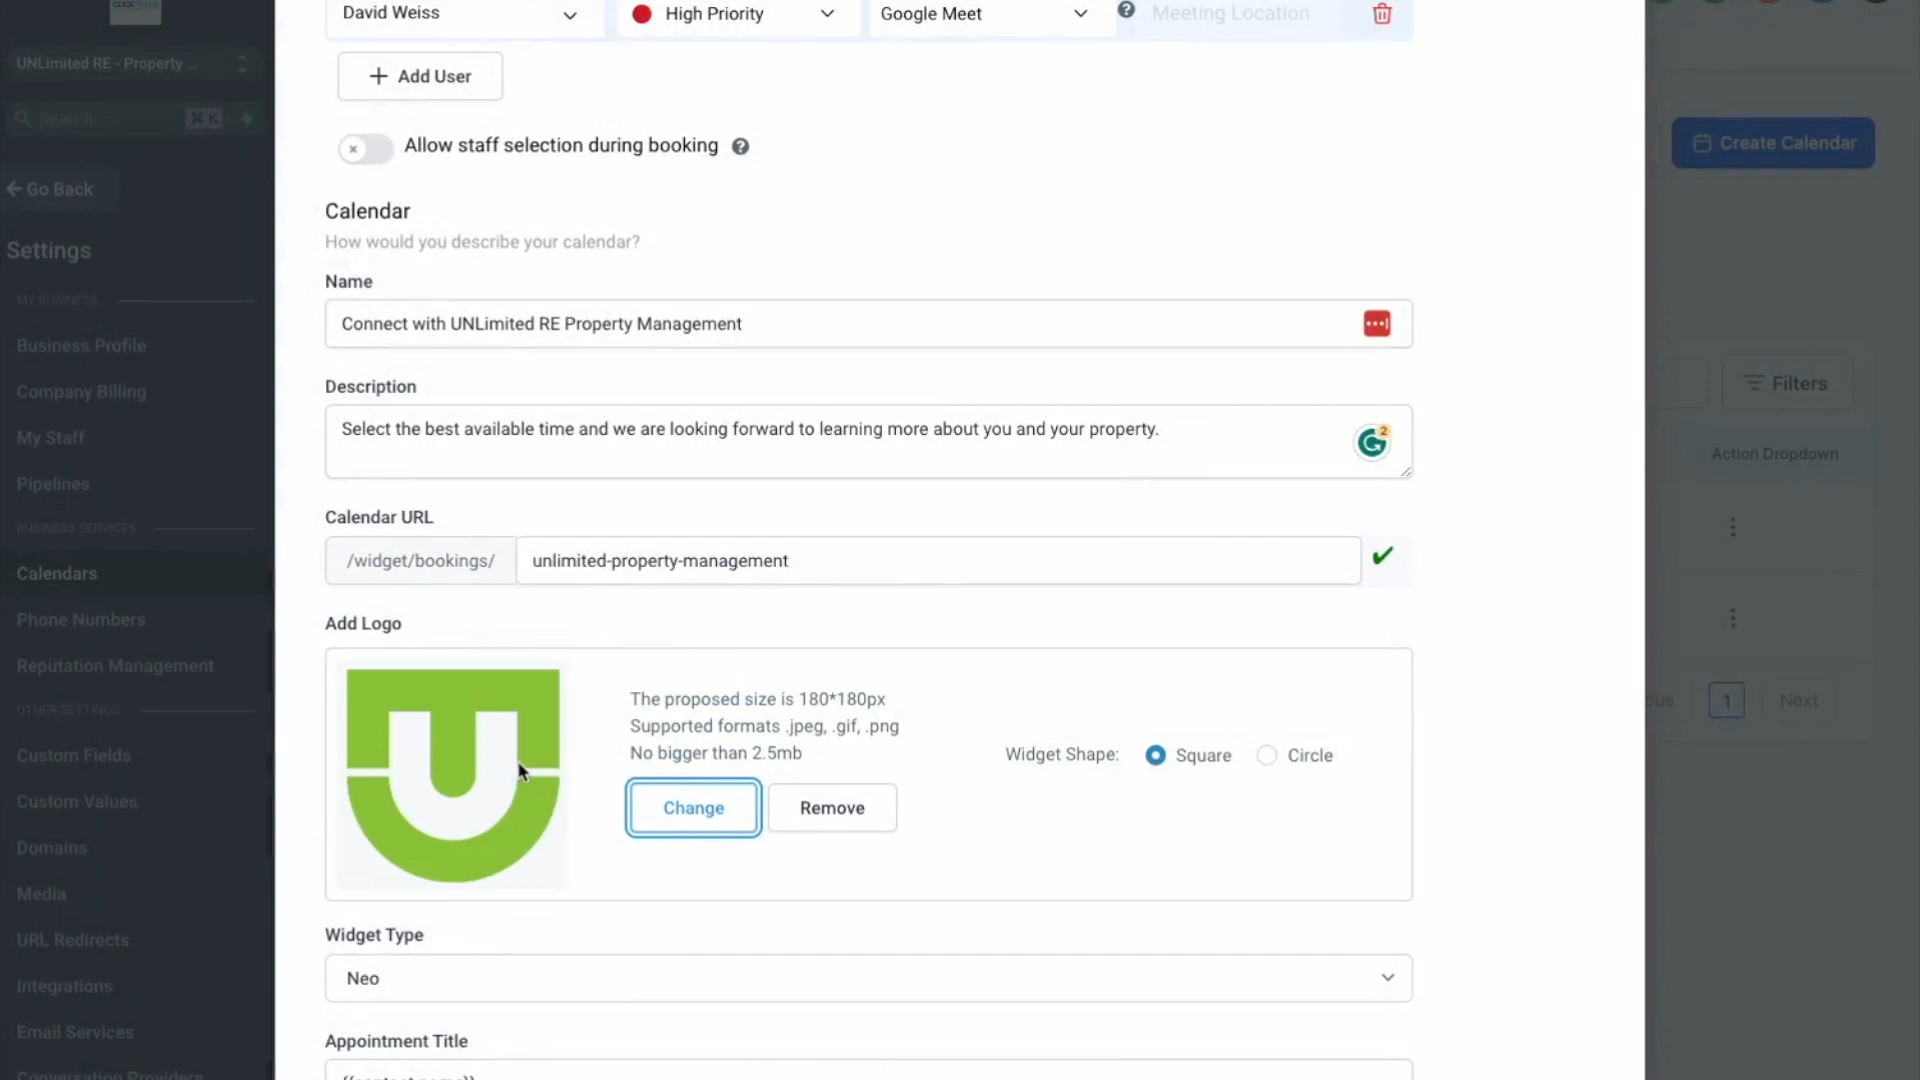 CLICKTRADE
David Weiss
High Priority
Google Meet
Meeting Location
UNLimited RE - Property ...
Add User
Search
⌘ K
Allow staff selection during booking
Create Calendar
Go Back
Calendar
How would you describe your calendar?
Settings
Name
MY BUSINESS
Connect with UNLimited RE Property Management
Business Profile
Description
Filters
Company Billing
Select the best available time and we are looking forward to learning more about you and your property.
2
My Staff
Action Dropdown
Pipelines
Calendar URL
BUSINESS SERVICES
/widget/bookings/
unlimited-property-management
Calendars
Phone Numbers
Add Logo
Reputation Management
The proposed size is 180*180px
Supported formats .jpeg, .gif, .png
No bigger than 2.5mb
Widget Shape:
Square
Circle
1
Next
OTHER SETTINGS
Custom Fields
Change
Remove
Custom Values
Domains
Media
Widget Type
URL Redirects
Neo
Integrations
Email Services
Appointment Title
Conversation Providers
{{contact.name}}